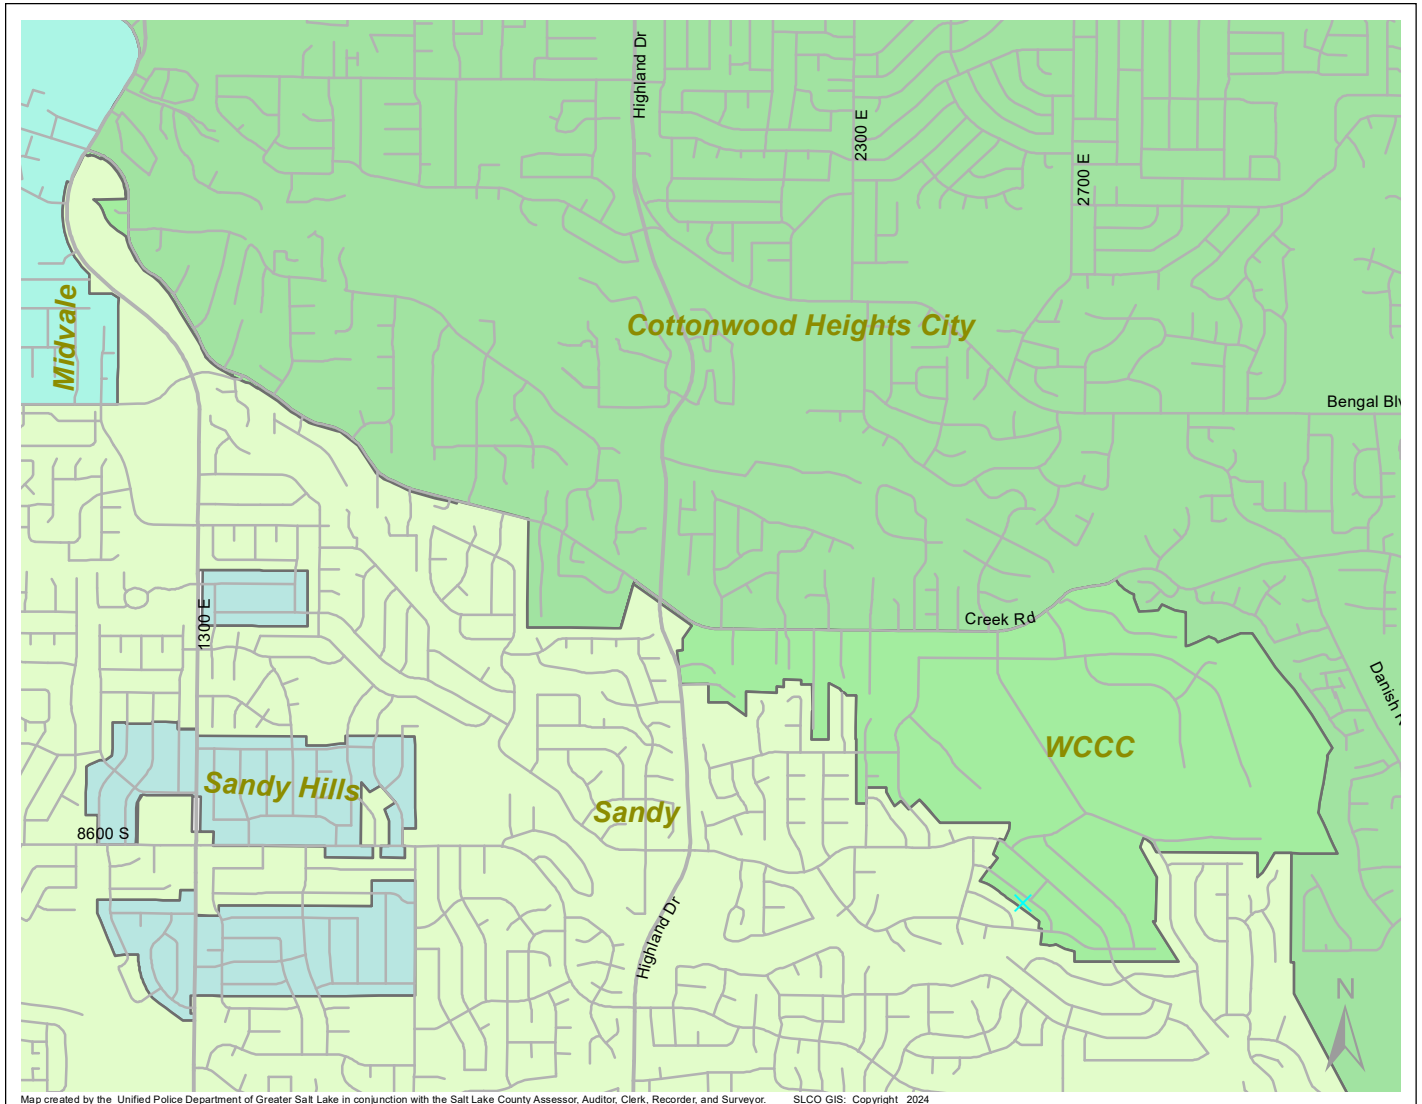 Highland Dr
2300 E
2700 E
Midvale
Cottonwood Heights City
Bengal Blv
1300 E
Creek Rd
Danish R
WCCC
Sandy Hills
Sandy
8600 S
Highland Dr
N
Map created by the Unified Police Department of Greater Salt Lake in conjunction with the Salt Lake County Assessor, Auditor, Clerk, Recorder, and Surveyor. SLCO GIS: Copyright 2024